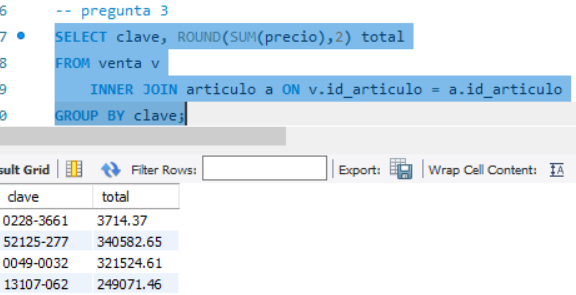 6 -- pregunta 3
7 SELECT clave, ROUND(SUM(precio),2) total
8 FROM venta v
9 INNER JOIN articulo a ON v.id_articulo = a.id_articulo
0 GROUP BY clave;
sult Grid Filter Rows: Export: Wrap Cell Content: IA
clave total
0228-3661 3714.37
52125-277 340582.65
0049-0032 321524.61
13107-062 249071.46